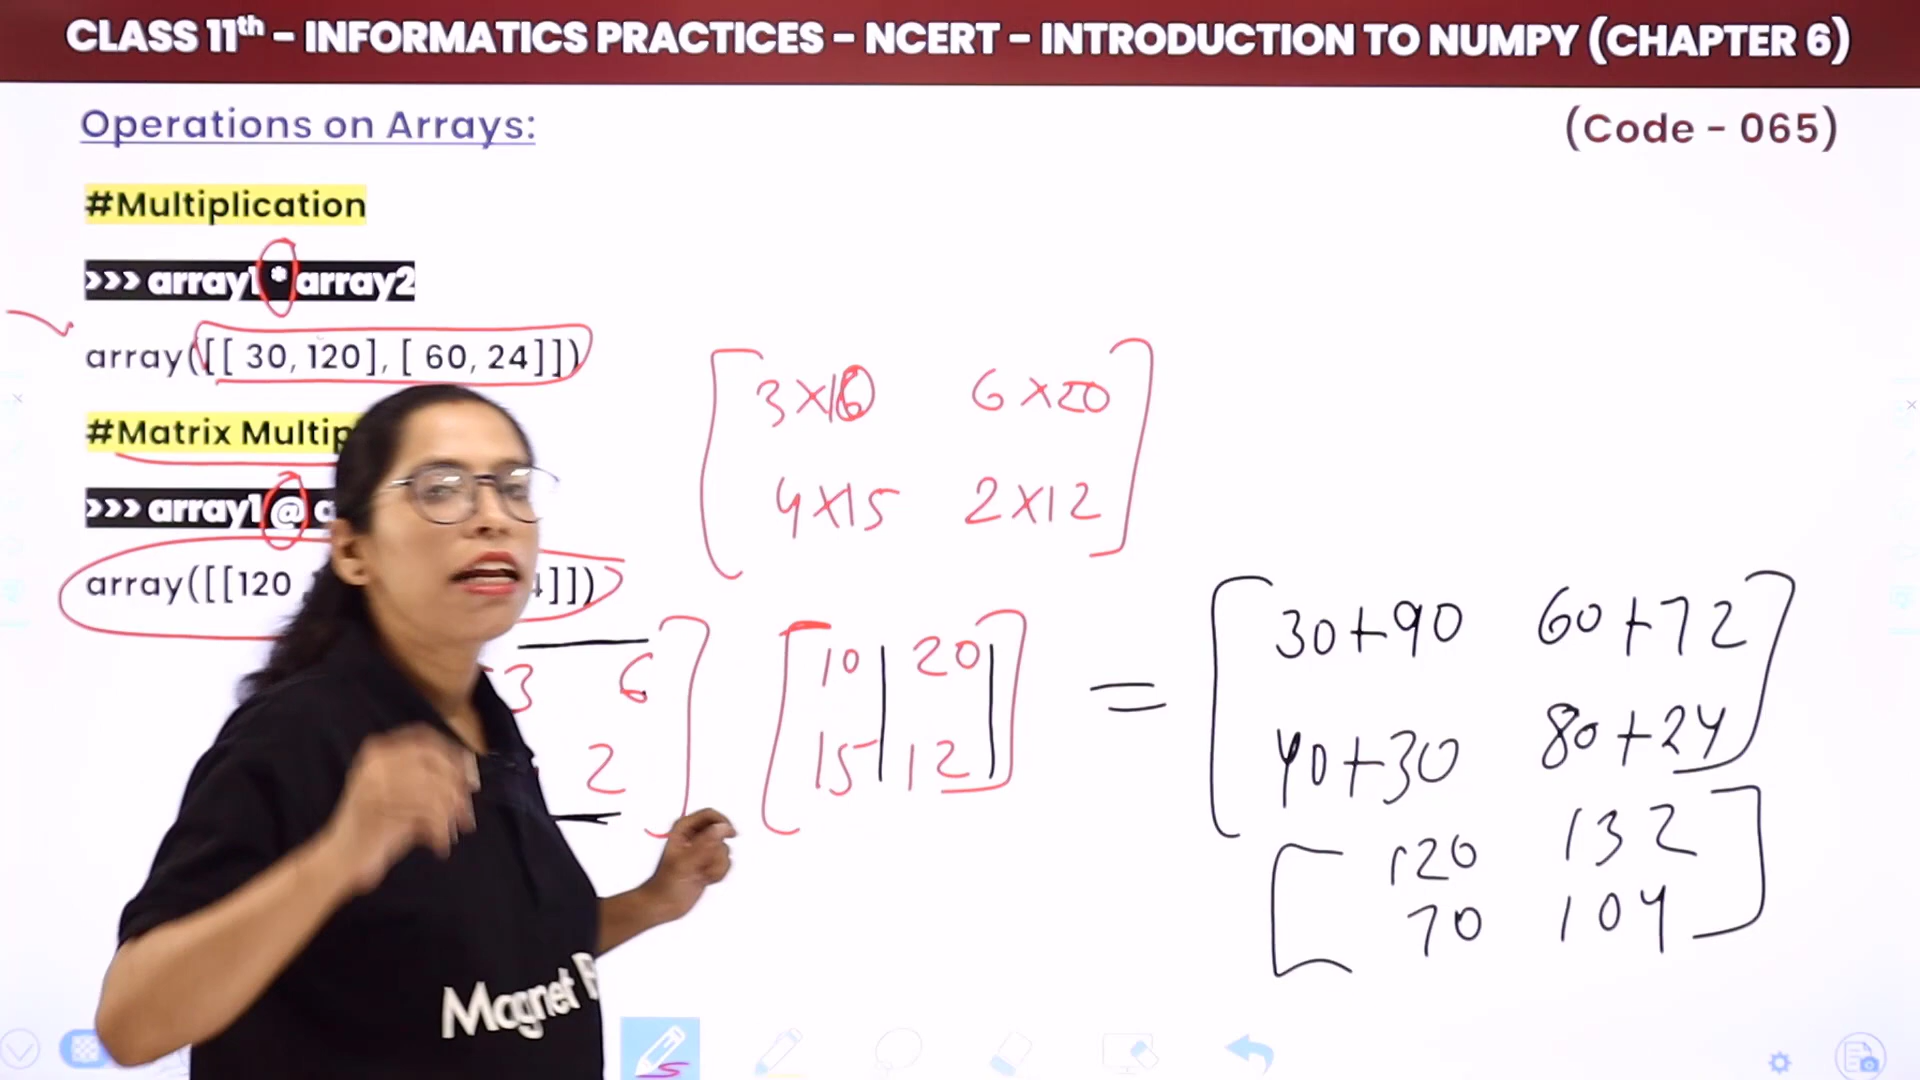 CLASS 11th - INFORMATICS PRACTICES - NCERT - INTRODUCTION TO NUMPY (CHAPTER 6)
Operations on Arrays:
(Code - 065)
#Multiplication
>>> array1 * array2
array([[ 30, 120], [ 60, 24]])
3×10 6×20
#Matrix Multip
>>> array1 @
4×15 2×12
array([[120
]])
30+90 60+72
3 6 10 20
=
2 15 12
40+30 80+24
120 132
70 104
Magnet